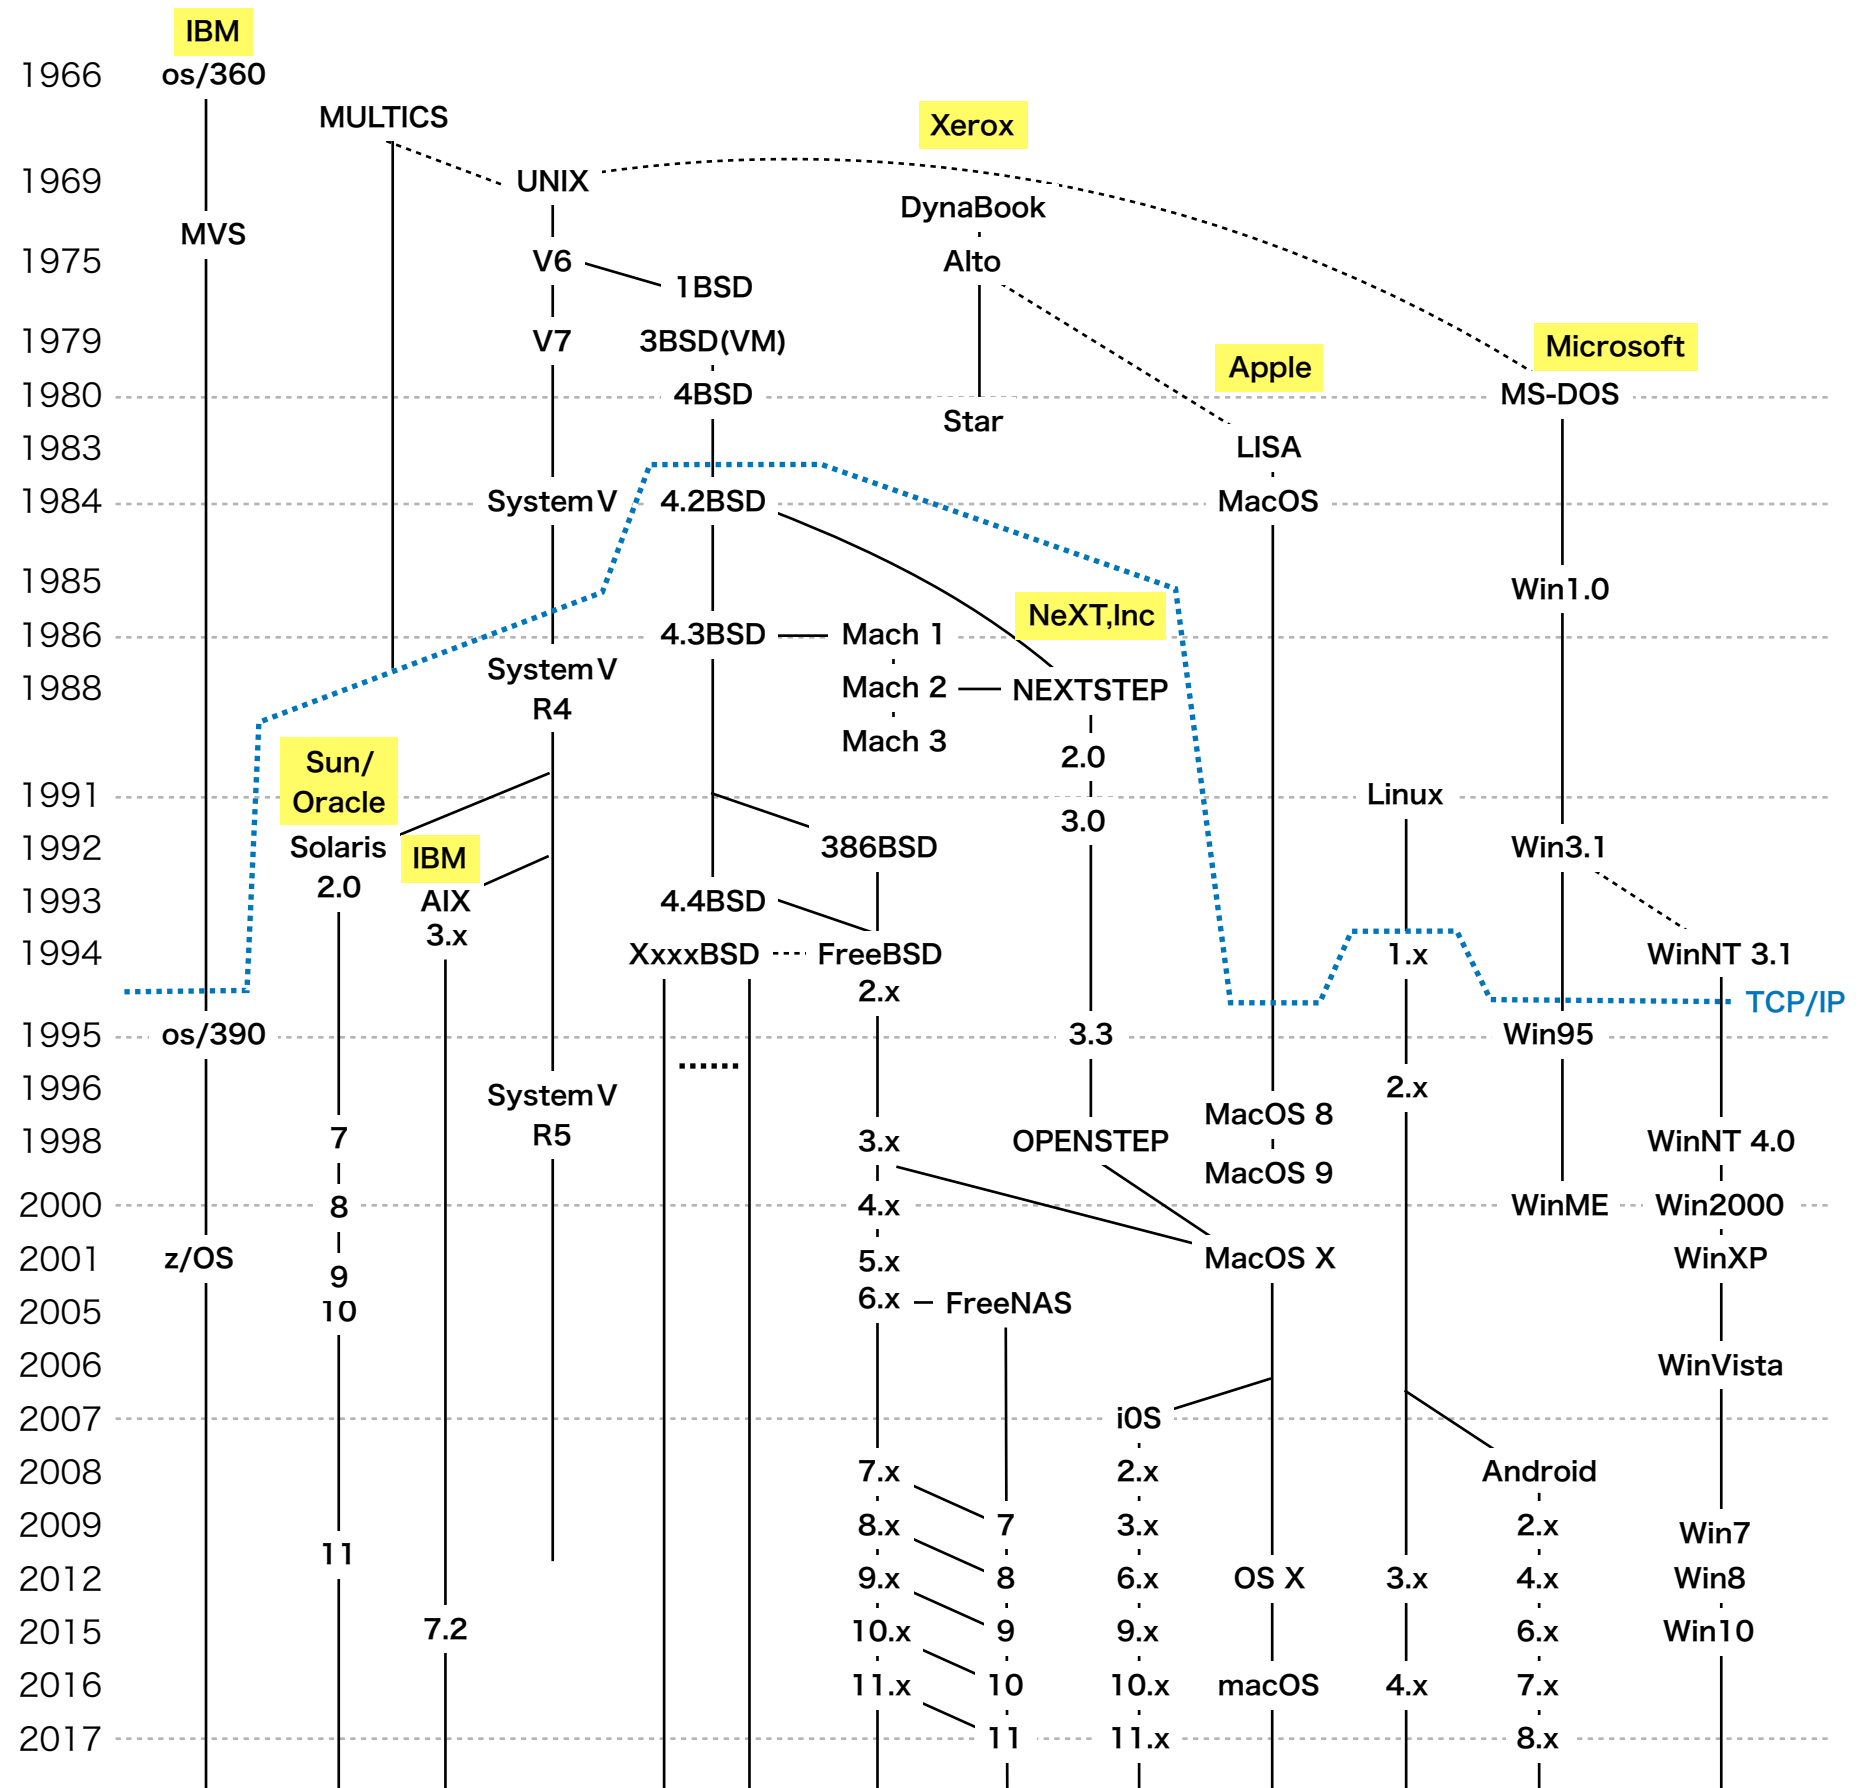 IBM
1966 os/360
MULTICS
Xerox
1969 UNIX
DynaBook
MVS
1975 V6 Alto
1BSD
1979 V7 3BSD(VM) Microsoft
Apple
1980 4BSD MS-DOS
Star
1983 LISA
1984 System V 4.2BSD MacOS
1985 Win1.0
NeXT,Inc
1986 4.3BSD Mach 1
System V
1988 Mach 2 NEXTSTEP
R4
Mach 3
2.0
Sun/
Oracle
1991 Linux
3.0
1992 Solaris 386BSD Win3.1
IBM
2.0
1993 AIX 4.4BSD
3.x
1994 XxxxBSD FreeBSD 1.x WinNT 3.1
2.x
TCP/IP
1995 os/390 3.3 Win95
1996 System V 2.x
MacOS 8
1998 7 R5 3.x OPENSTEP WinNT 4.0
MacOS 9
2000 8 4.x WinME Win2000
2001 z/OS 5.x MacOS X WinXP
9
6.x FreeNAS
2005 10
2006 WinVista
2007 i0S
2008 7.x 2.x Android
2009 8.x 7 3.x 2.x Win7
11
2012 9.x 8 6.x OS X 3.x 4.x Win8
2015 7.2 10.x 9 9.x 6.x Win10
2016 11.x 10 10.x macOS 4.x 7.x
2017 11 11.x 8.x